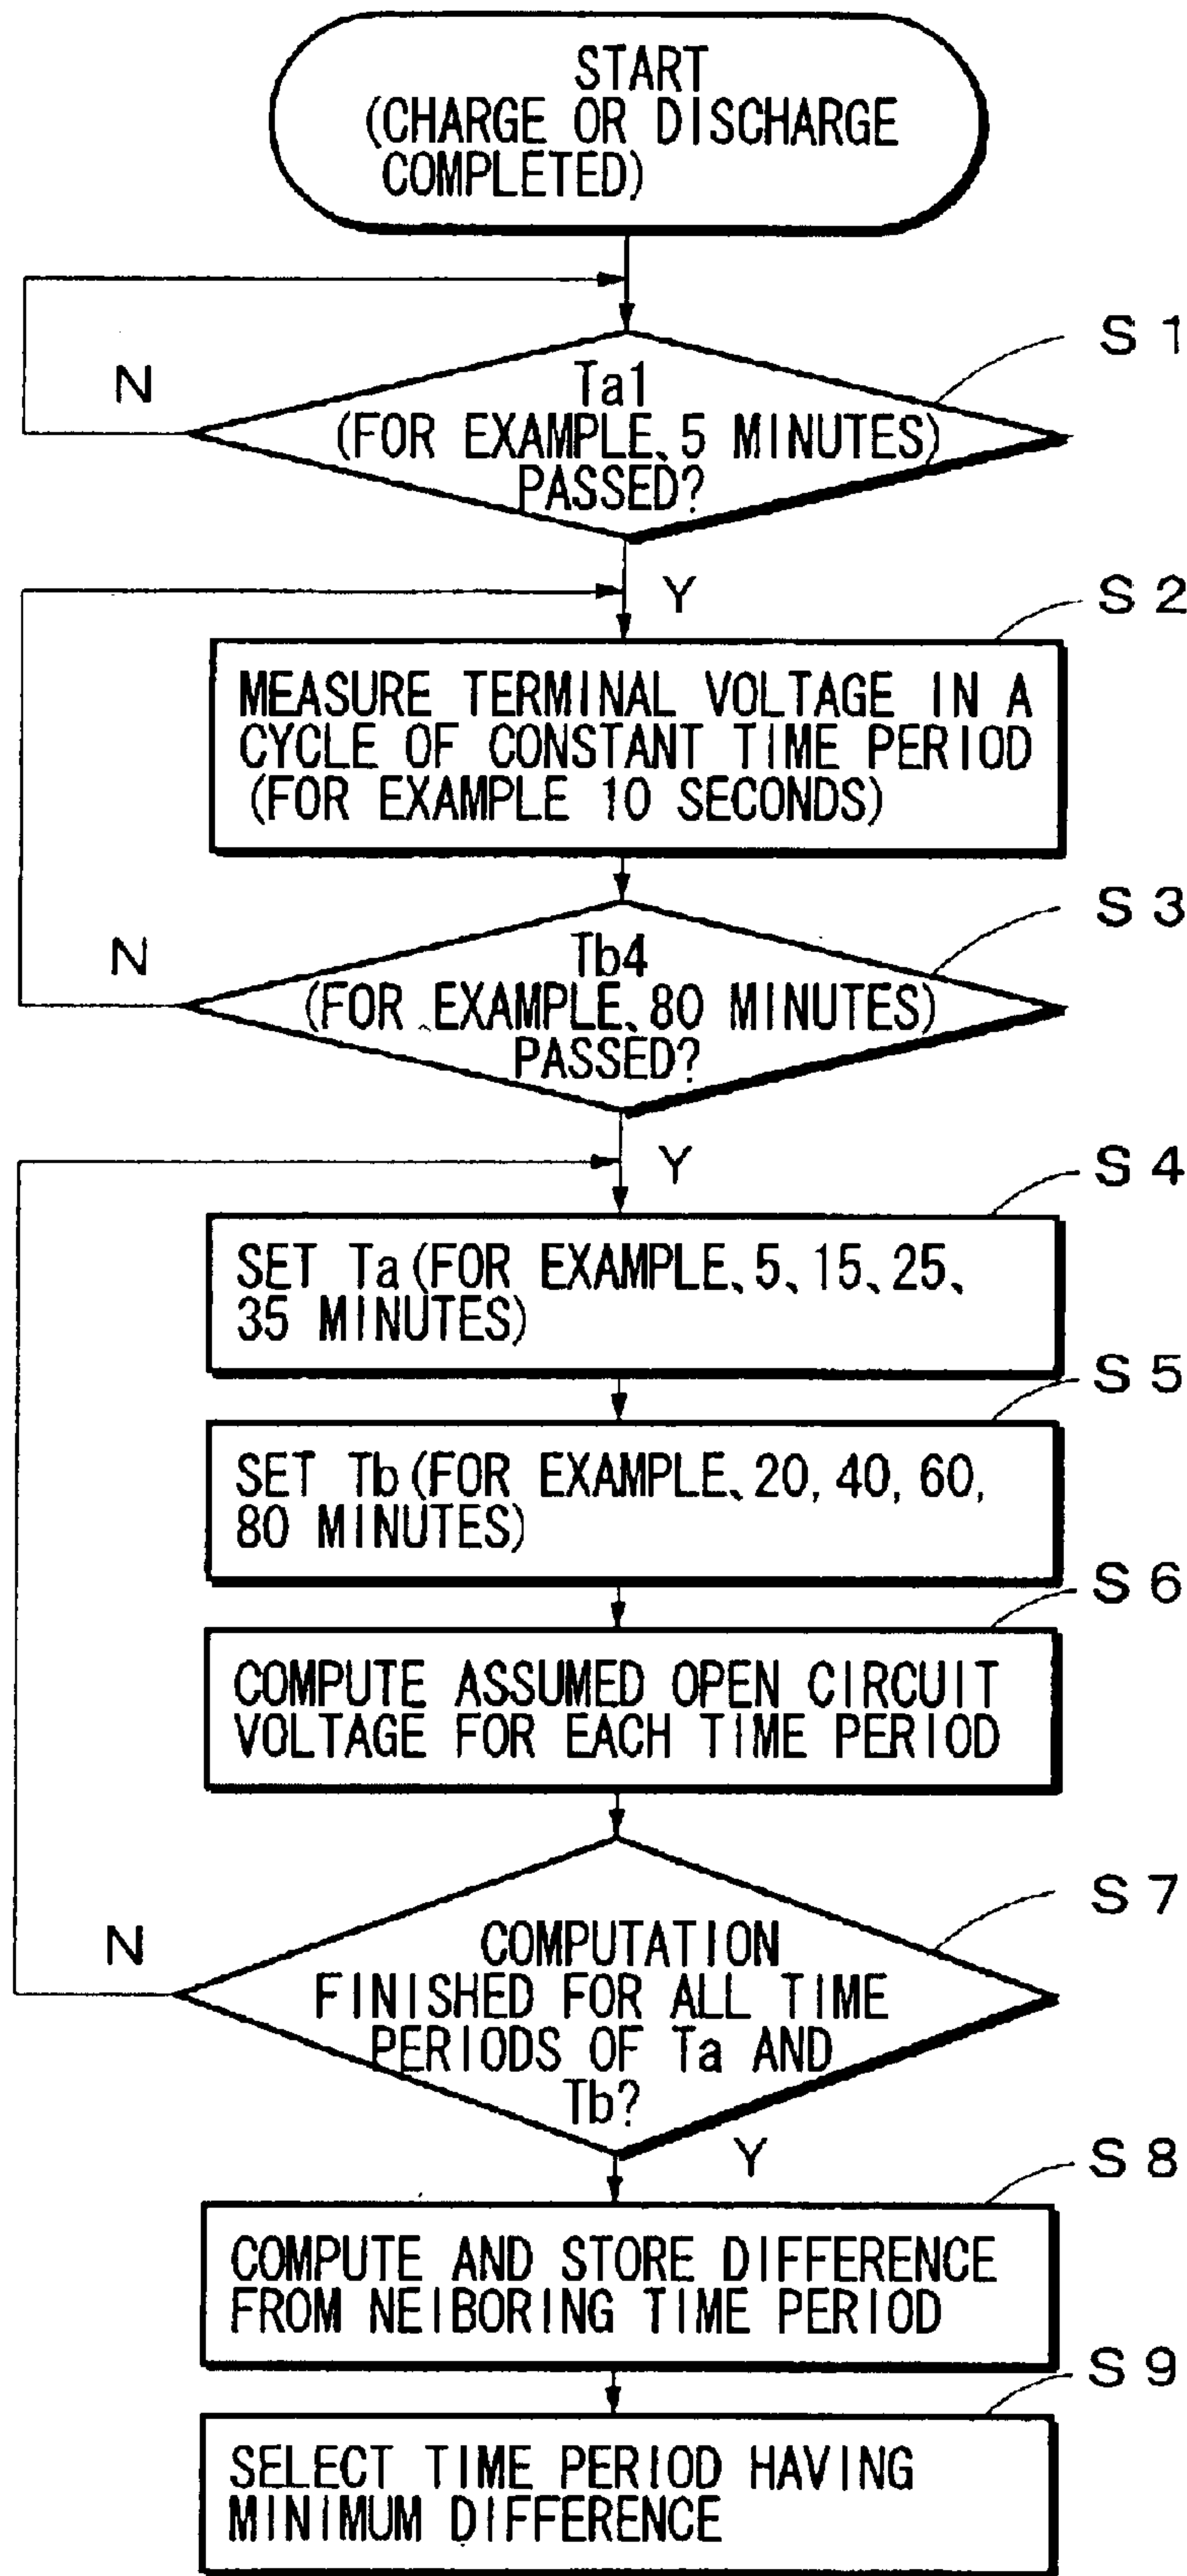 START
(CHARGE OR DISCHARGE
COMPLETED)
S 1
N
Ta1
(FOR EXAMPLE、5 MINUTES)
PASSED?
Y
S 2
MEASURE TERMINAL VOLTAGE IN A
CYCLE OF CONSTANT TIME PERIOD
(FOR EXAMPLE 10 SECONDS)
S 3
N
Tb4
(FOR EXAMPLE、80 MINUTES)
PASSED?
Y
S 4
SET Ta(FOR EXAMPLE、5、15、25、
35 MINUTES)
S 5
SET Tb(FOR EXAMPLE、20, 40, 60,
80 MINUTES)
S 6
COMPUTE ASSUMED OPEN CIRCUIT
VOLTAGE FOR EACH TIME PERIOD
S 7
N
COMPUTATION
FINISHED FOR ALL TIME
PERIODS OF Ta AND
Tb?
Y
S 8
COMPUTE AND STORE DIFFERENCE
FROM NEIBORING TIME PERIOD
S 9
SELECT TIME PERIOD HAVING
MINIMUM DIFFERENCE